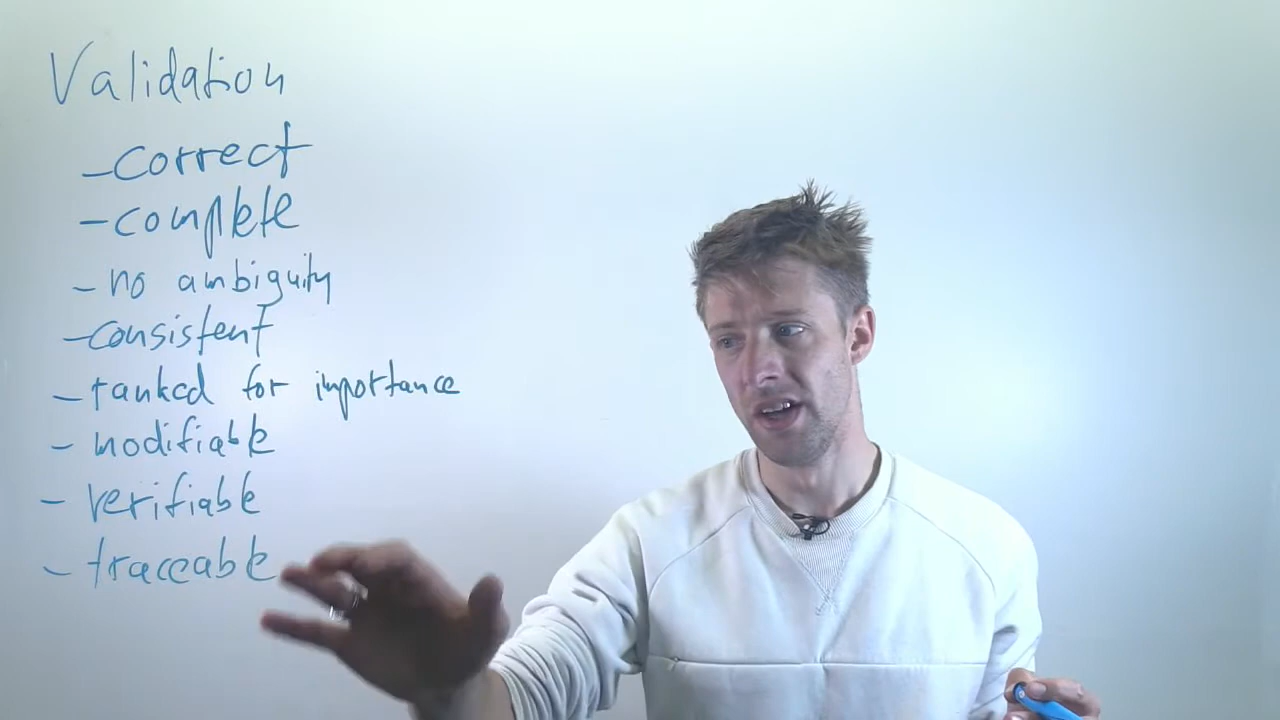 Validation
- correct
- complete
- no ambiguity
- consistent
- ranked for importance
- modifiable
- verifiable
- traceable